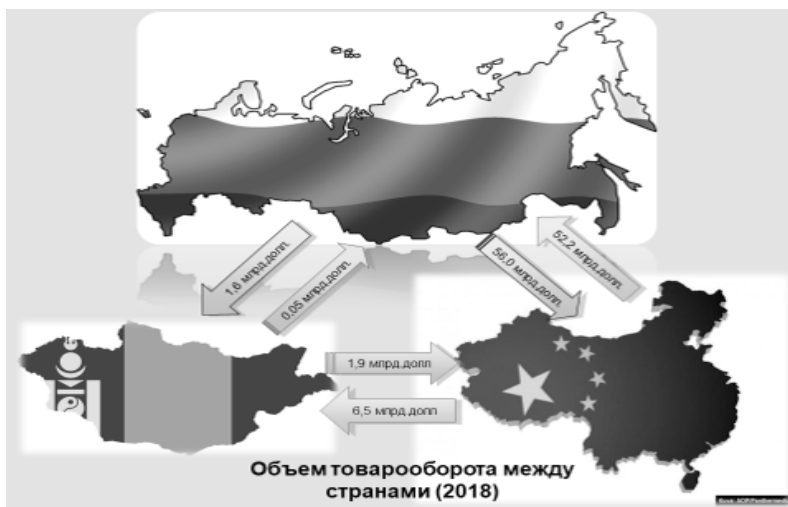 1,6 млрд.долл.
0,05 млрд.долл.
56,0 млрд.долл.
52,2 млрд.долл.
1,9 млрд.долл
6,5 млрд.долл
Объем товарооборота между
странами (2018)